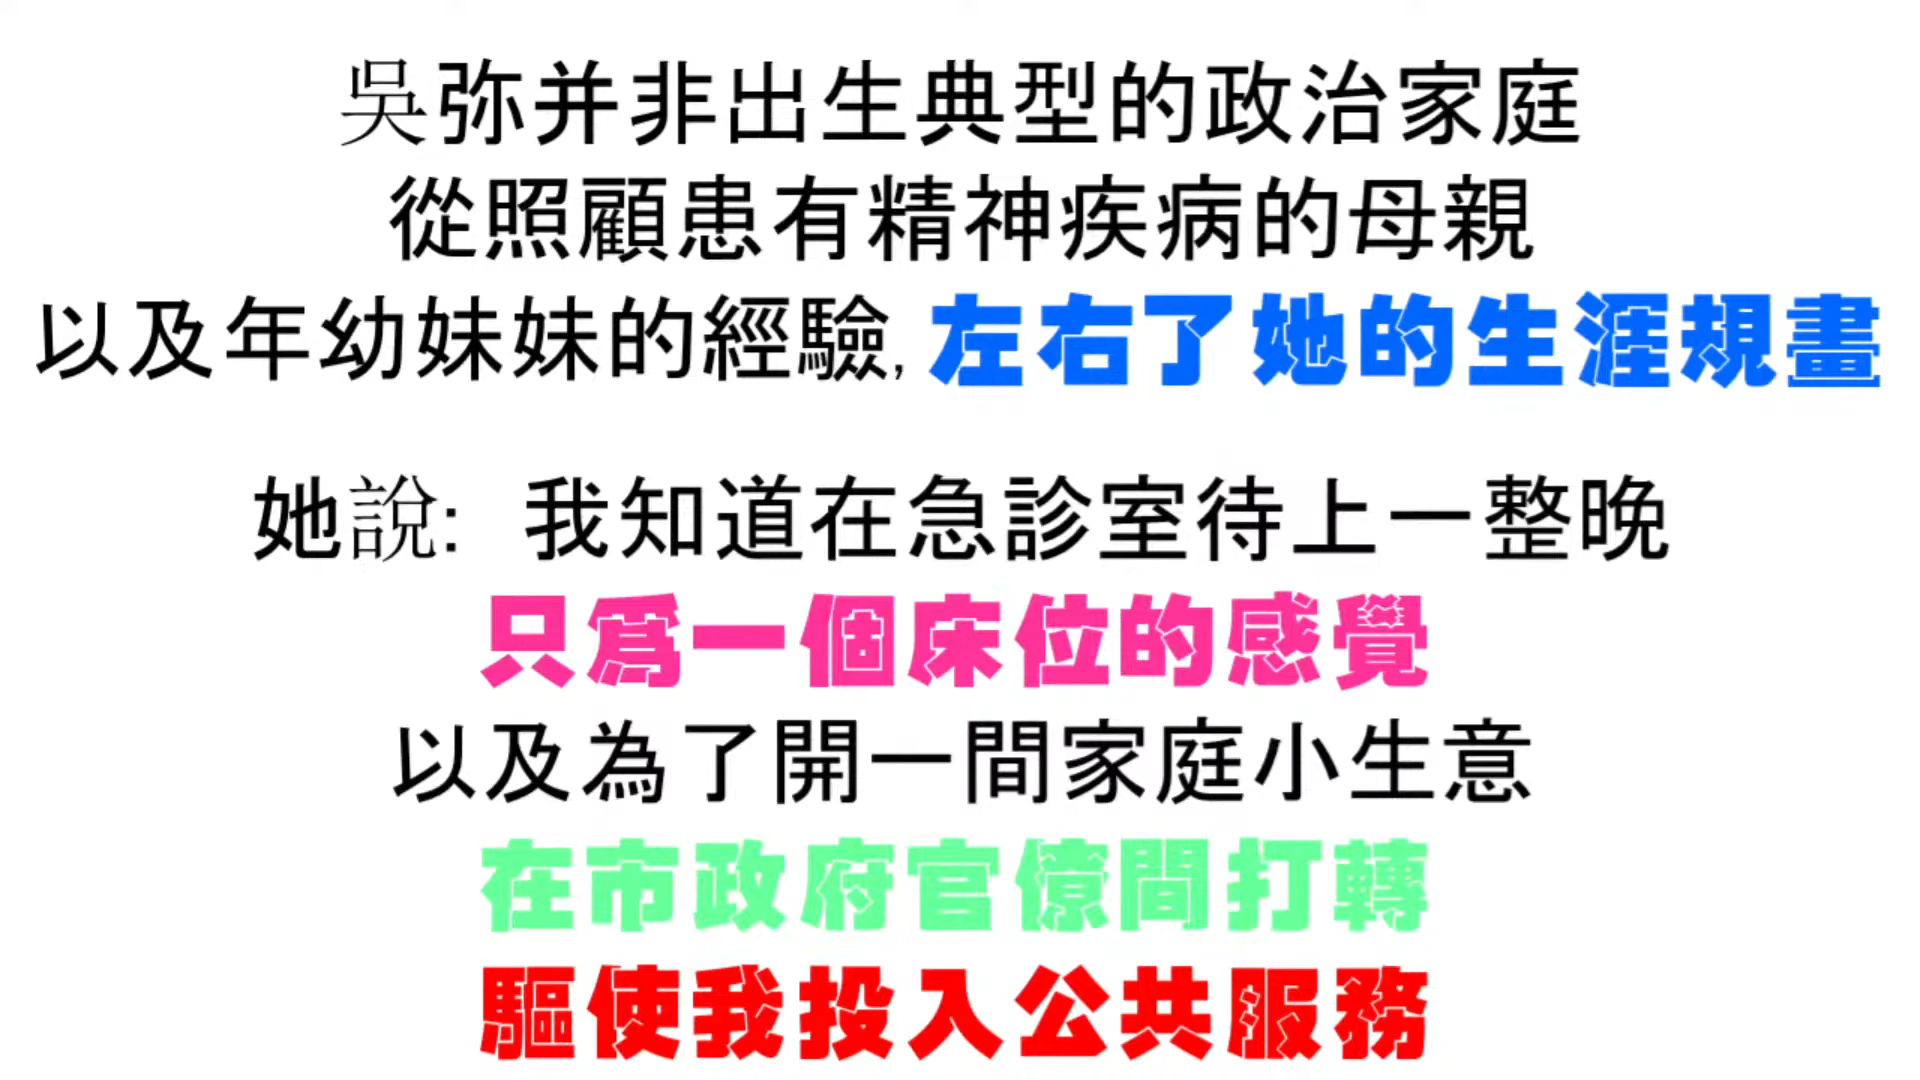 吳弥并非出生典型的政治家庭
從照顧患有精神疾病的母親
以及年幼妹妹的經驗,左右了她的生涯規畫
她說: 我知道在急診室待上一整晚
只為一個床位的感覺
以及為了開一間家庭小生意
在市政府官僚間打轉
驅使我投入公共服務